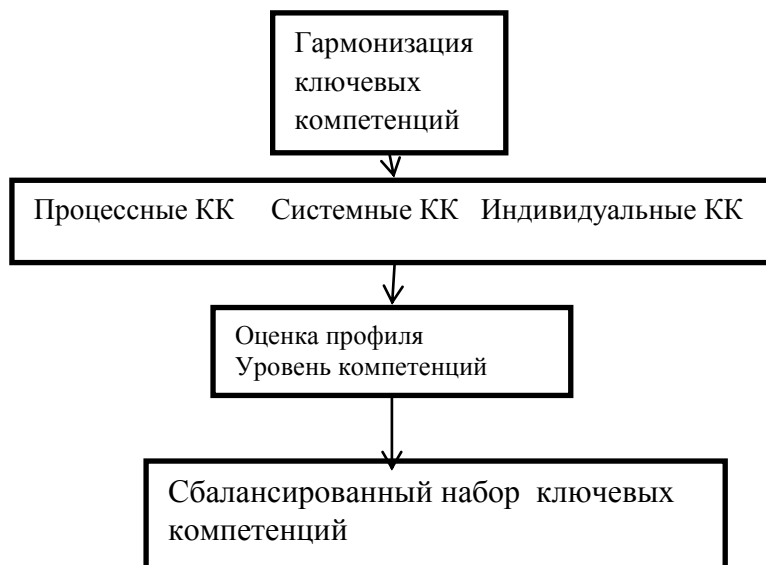 Гармонизация
ключевых
компетенций
Процессные КК Системные КК Индивидуальные КК
Оценка профиля
Уровень компетенций
Сбалансированный набор ключевых
компетенций